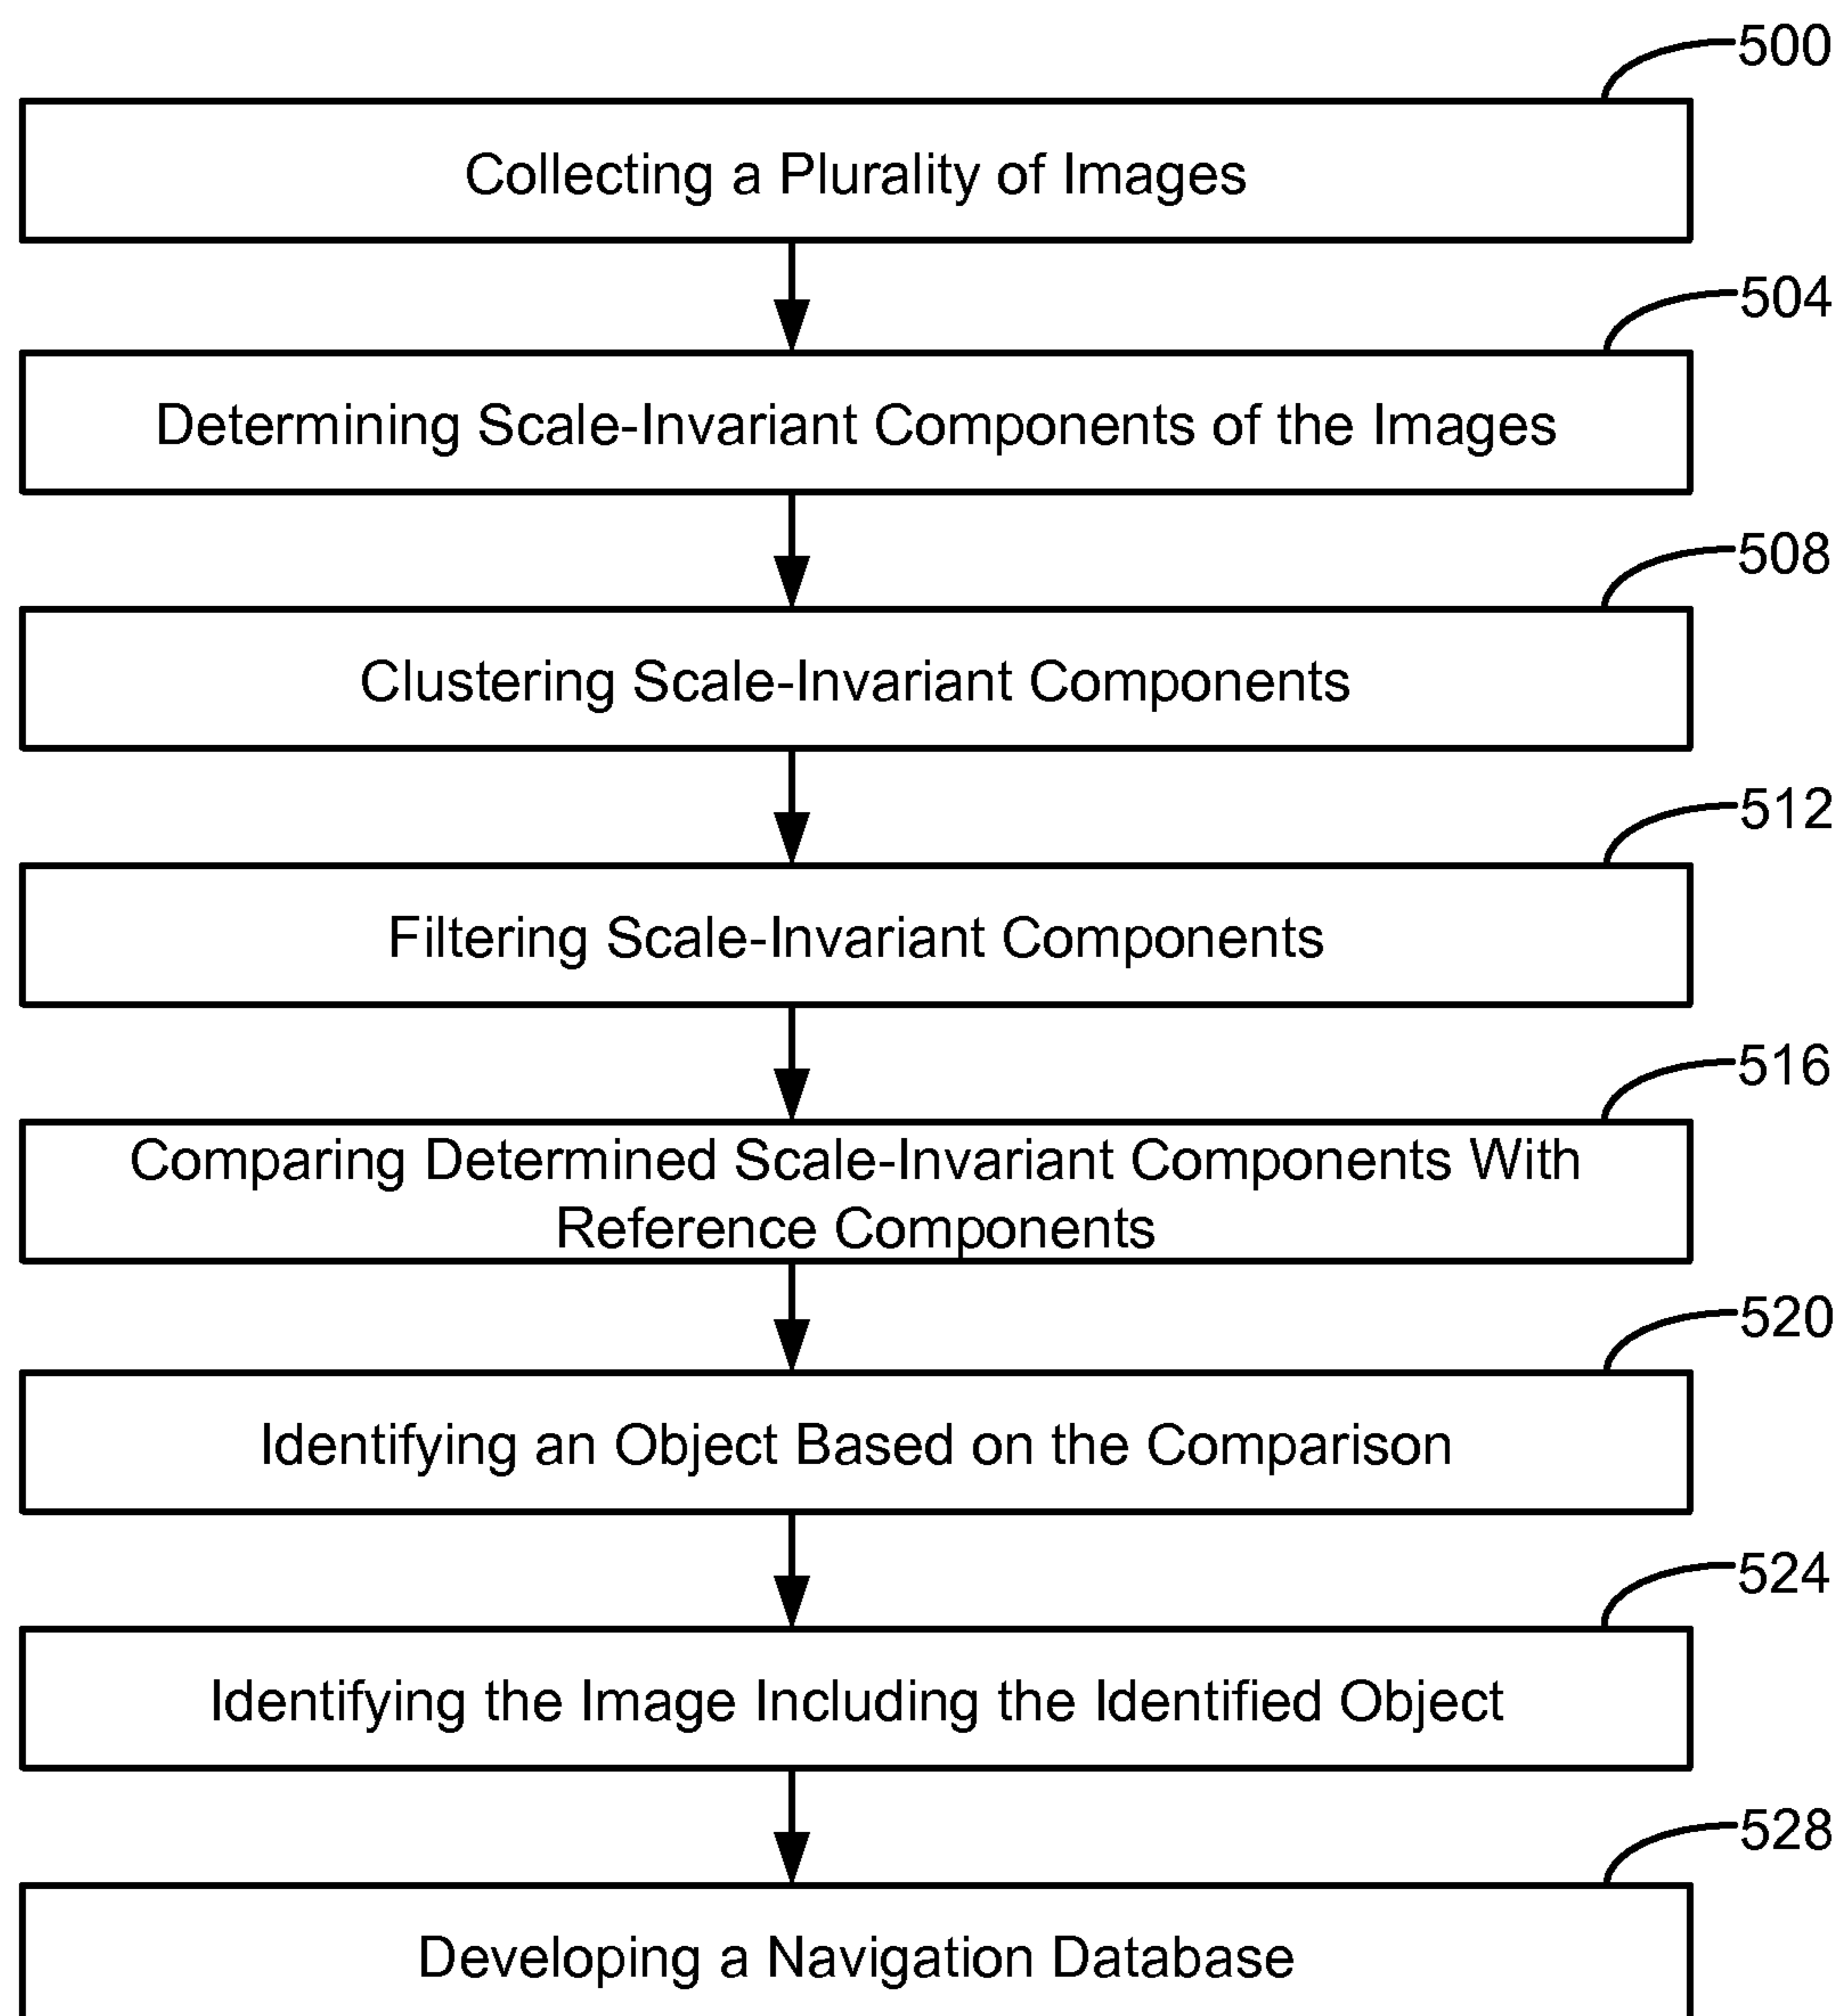 500
Collecting a Plurality of Images
504
Determining Scale-Invariant Components of the Images
508
Clustering Scale-Invariant Components
512
Filtering Scale-Invariant Components
516
Comparing Determined Scale-Invariant Components With
Reference Components
520
Identifying an Object Based on the Comparison
524
Identifying the Image Including the Identified Object
528
Developing a Navigation Database